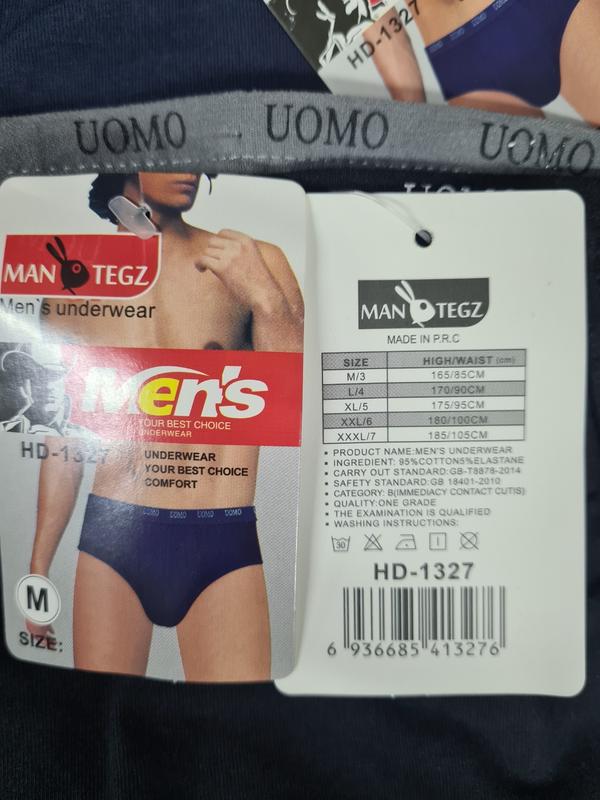 HD-1327
UOMO UOMO UOMO
MAN TEGZ
Men's underwear
Men's
YOUR BEST CHOICE
UNDERWEAR
HD-1327
UNDERWEAR
YOUR BEST CHOICE
COMFORT
UOMO UOMO UOMO UOMO
M
SIZE:
MAN TEGZ
MADE IN P.R.C
SIZE HIGH/WAIST (cm)
M/3 165/85CM
L/4 170/90CM
XL/5 175/95CM
XXL/6 180/100CM
XXXL/7 185/105CM
PRODUCT NAME:MEN'S UNDERWEAR
INGREDIENT: 95%COTTON5%ELASTANE
CARRY OUT STANDARD:GB-T8878-2014
SAFETY STANDARD:GB 18401-2010
CATEGORY: B(IMMEDIACY CONTACT CUTIS)
QUALITY:ONE GRADE
THE EXAMINATION IS QUALIFIED
WASHING INSTRUCTIONS:
30
HD-1327
6 936685 413276